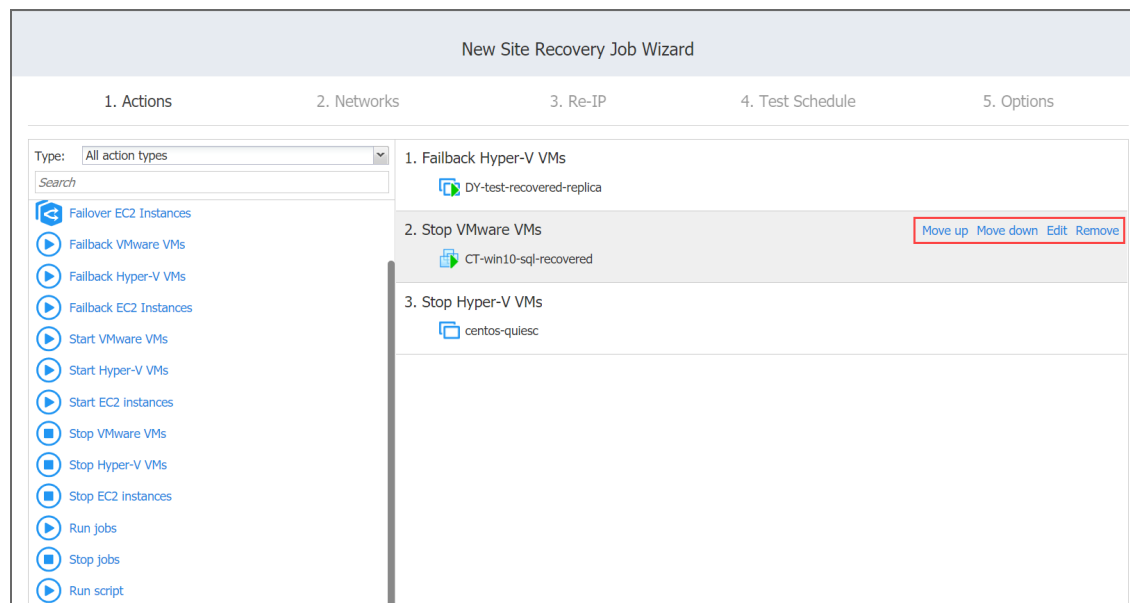 New Site Recovery Job Wizard
1. Actions
2. Networks
3. Re-IP
4. Test Schedule
5. Options
Type: All action types
Search
Failover EC2 Instances
Failback VMware VMs
Failback Hyper-V VMs
Failback EC2 Instances
Start VMware VMs
Start Hyper-V VMs
Start EC2 instances
Stop VMware VMs
Stop Hyper-V VMs
Stop EC2 instances
Run jobs
Stop jobs
Run script
1. Failback Hyper-V VMs
DY-test-recovered-replica
2. Stop VMware VMs
Move up Move down Edit Remove
CT-win10-sql-recovered
3. Stop Hyper-V VMs
centos-quiesc